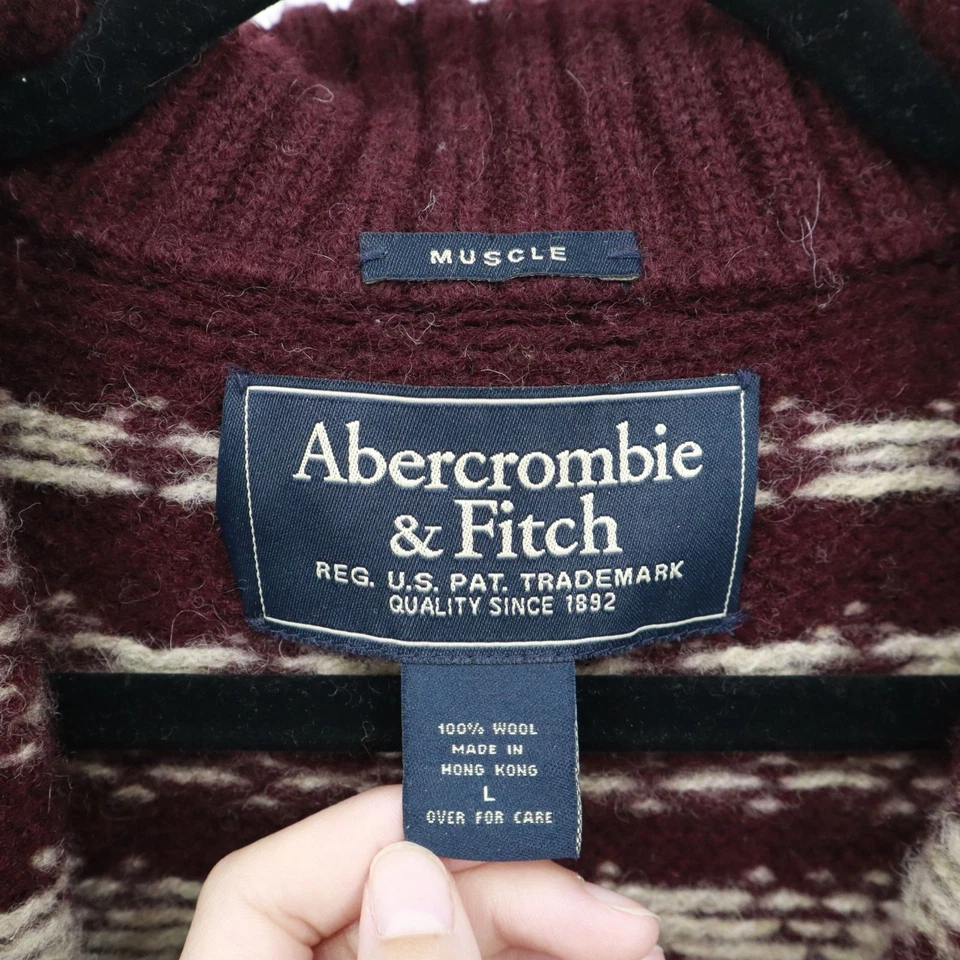 MUSCLE
Abercrombie
& Fitch
REG. U.S. PAT. TRADEMARK
QUALITY SINCE 1892
100% WOOL
MADE IN
HONG KONG
L
OVER FOR CARE